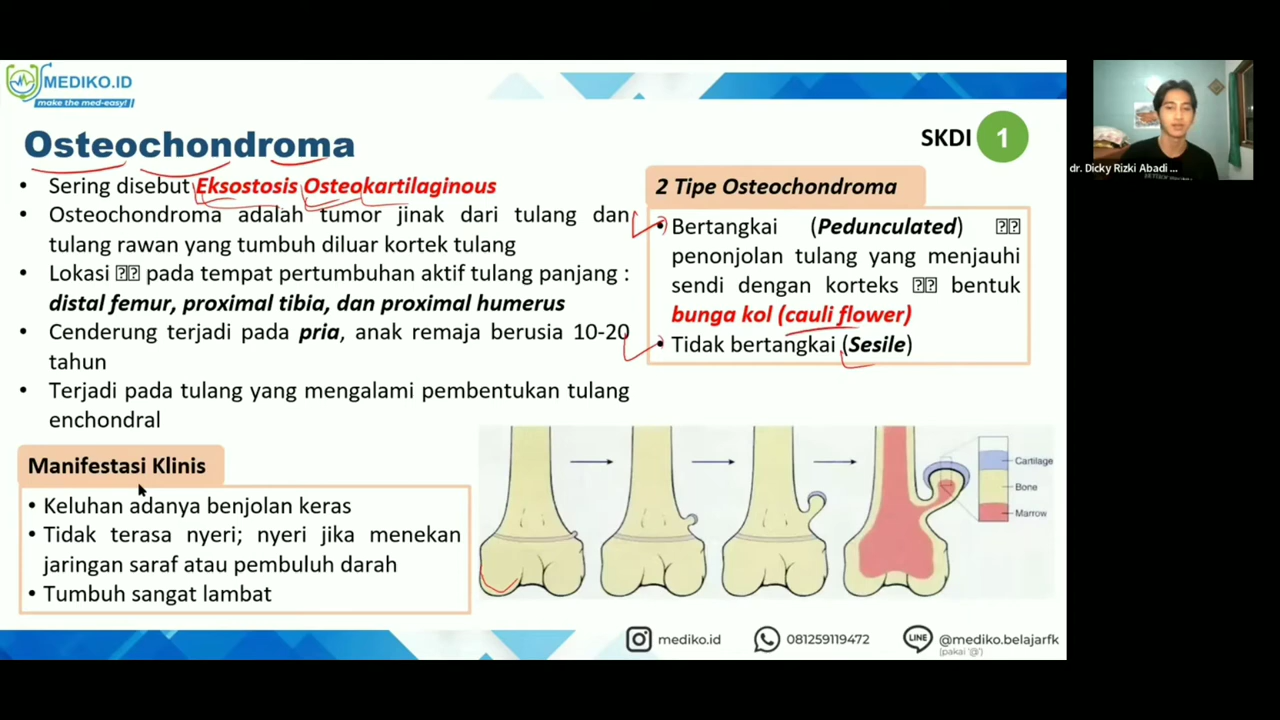 MEDIKO.ID
make the med-easy!
Osteochondroma
SKDI 1
• Sering disebut Eksostosis Osteokartilaginous
• Osteochondroma adalah tumor jinak dari tulang dan
tulang rawan yang tumbuh diluar kortek tulang
• Lokasi pada tempat pertumbuhan aktif tulang panjang :
distal femur, proximal tibia, dan proximal humerus
• Cenderung terjadi pada pria, anak remaja berusia 10-20
tahun
• Terjadi pada tulang yang mengalami pembentukan tulang
enchondral
2 Tipe Osteochondroma
• Bertangkai (Pedunculated)
penonjolan tulang yang menjauhi
sendi dengan korteks bentuk
bunga kol (cauli flower)
• Tidak bertangkai (Sesile)
Manifestasi Klinis
• Keluhan adanya benjolan keras
• Tidak terasa nyeri; nyeri jika menekan
jaringan saraf atau pembuluh darah
• Tumbuh sangat lambat
Cartilage
Bone
Marrow
mediko.id
081259119472
LINE
@mediko.belajarfk
(pakai '@')
dr. Dicky Rizki Abadi ...